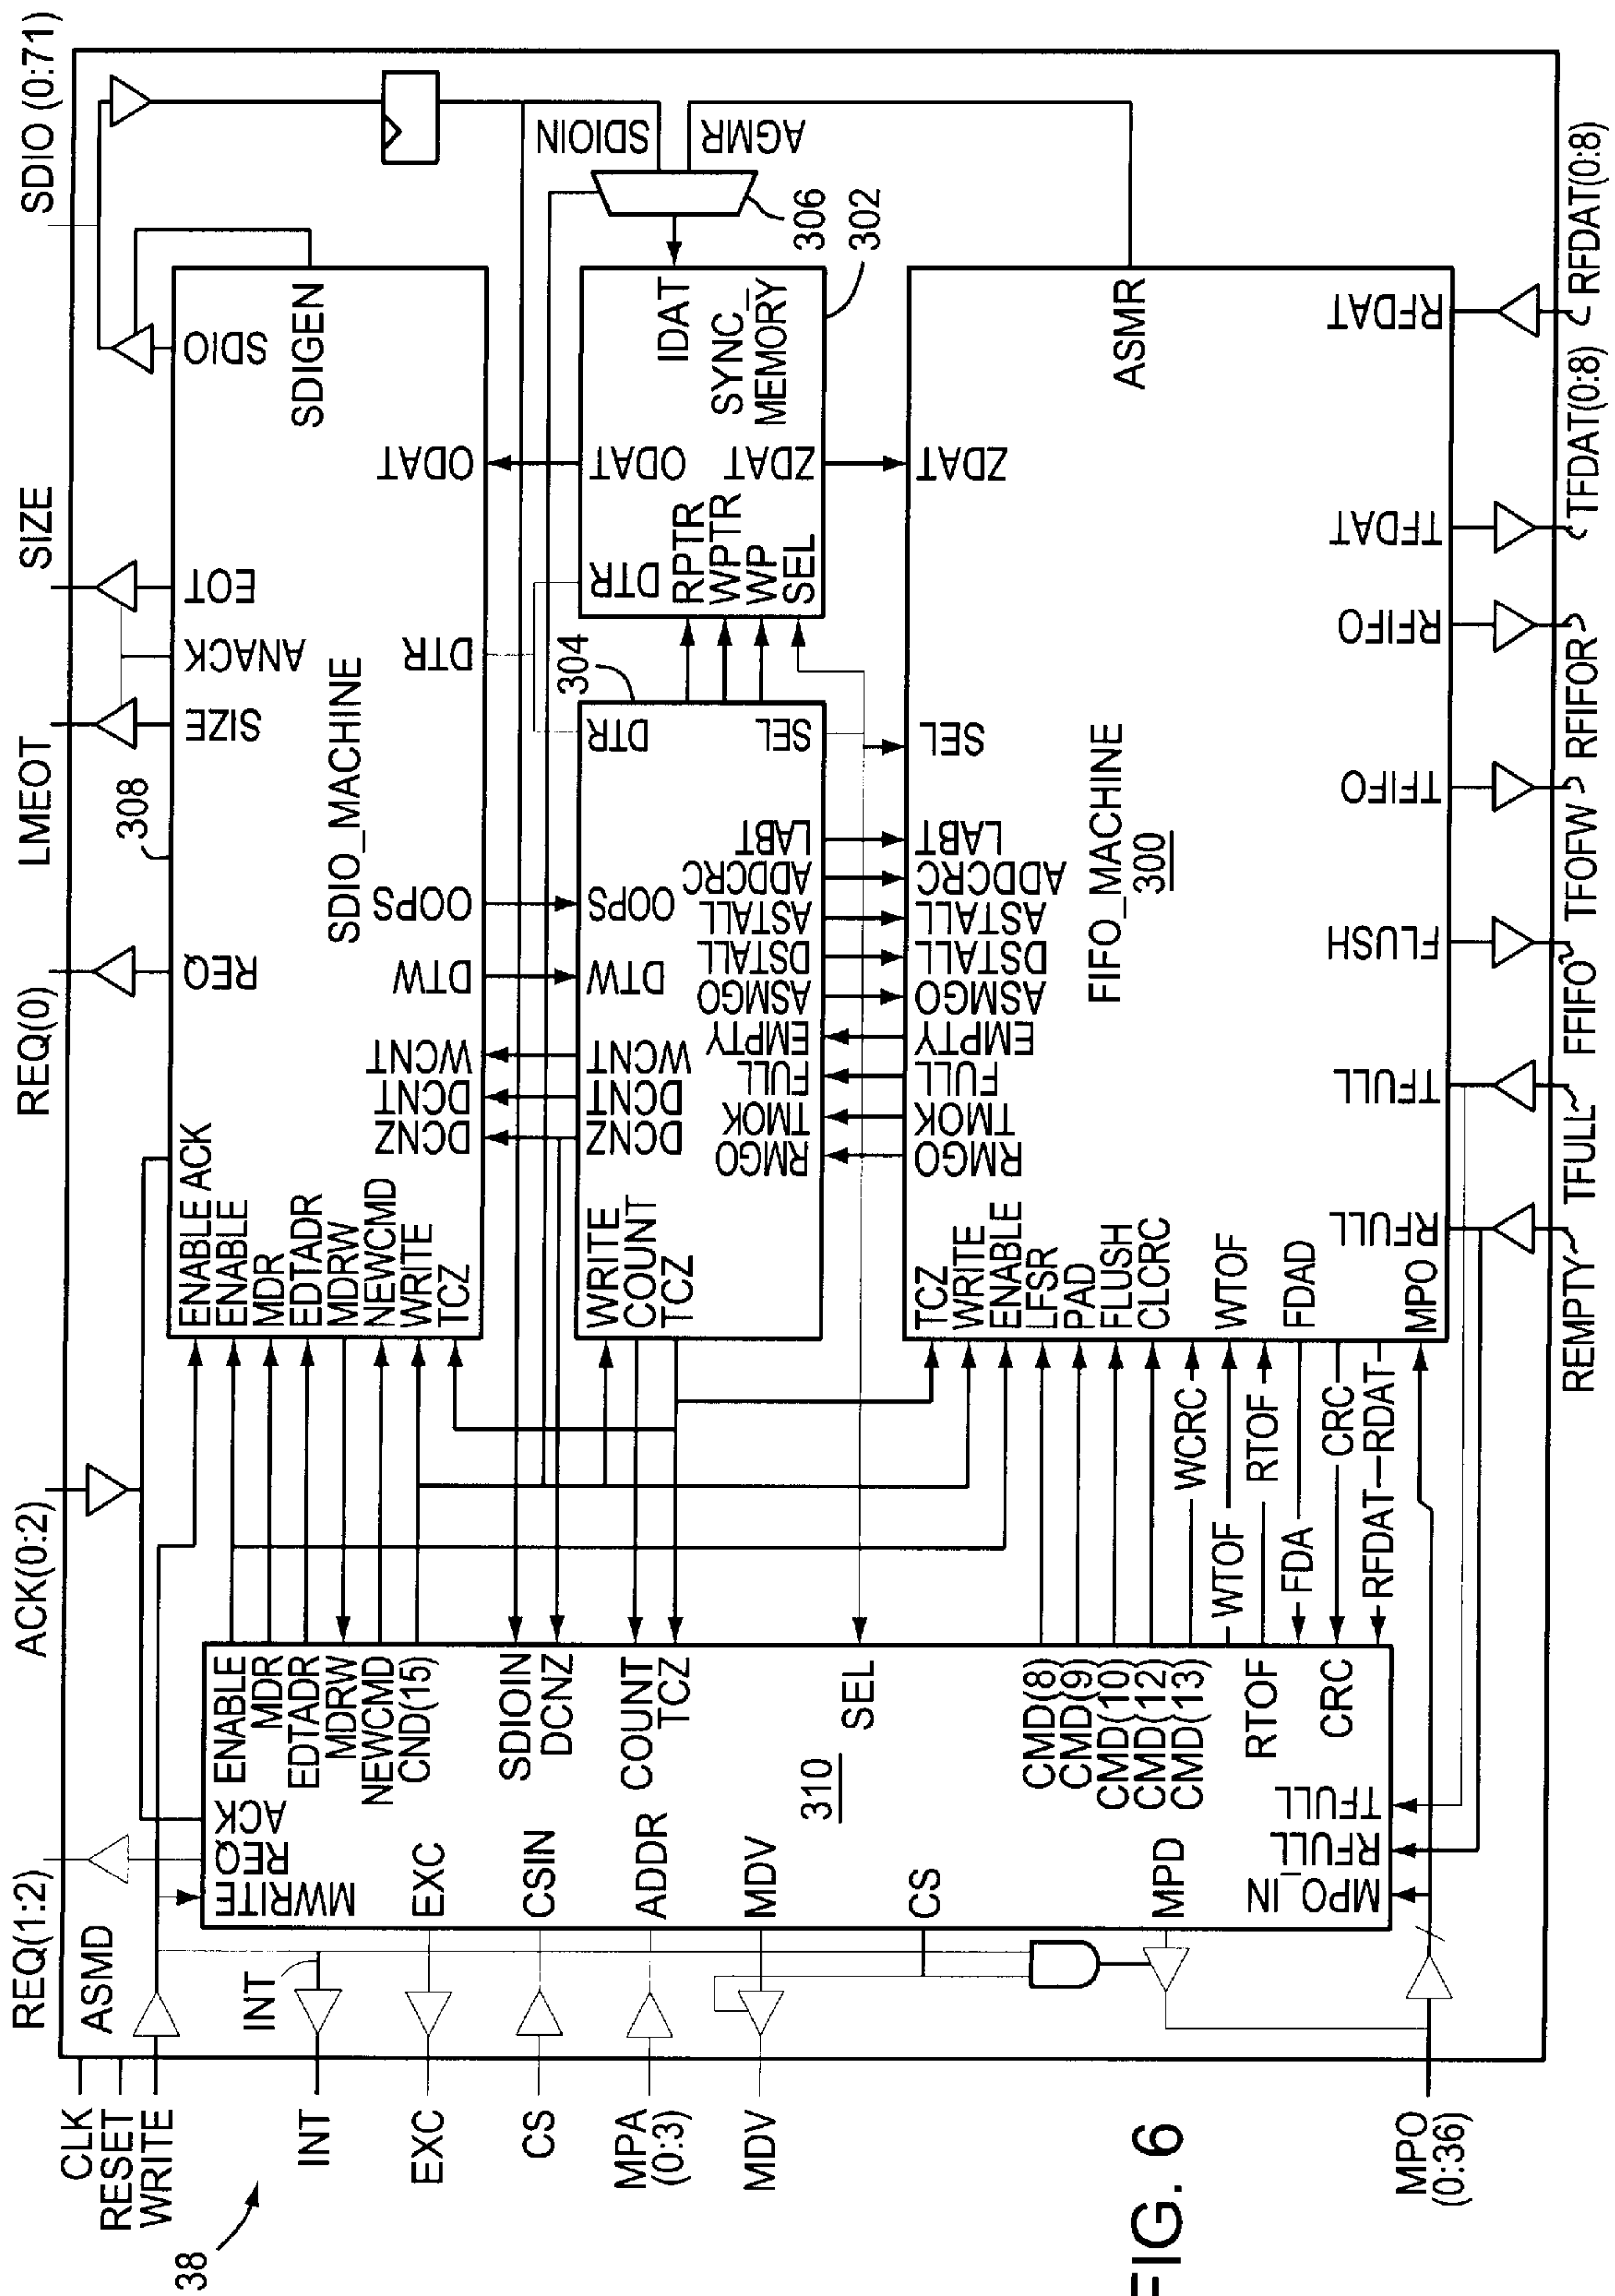 FIG. 6
38
CLK
RESET
WRITE
INT
EXC
CS
MPA
(0:3)
MDV
MPO
(0:36)
REQ(1:2)
ACK(0:2)
REQ(0)
LMEOT
SIZE
SDIO (0:71)
ASMD
INT
MWRITE
REQ
ACK
ENABLE
MDR
EDTADR
MDRW
NEWCMD
CND(15)
SDIOIN
DCNZ
COUNT
TCZ
SEL
CMD(8)
CMD(9)
CMD(10)
CMD(12)
CMD(13)
RTOF
CRC
EXC
CSIN
ADDR
MDV
CS
MPD
310
MPO_IN
RFULL
TFULL
308
ENABLE
ACK
ENABLE
MDR
EDTADR
MDRW
NEWCMD
WRITE
TCZ
REQ
SIZE
ANACK
EOT
SDIO
SDIGEN
SDIO_MACHINE
DCNZ
DCNT
WCNT
DTW
OOPS
DTR
ODAT
304
WRITE
COUNT
TCZ
DCNZ
DCNT
WCNT
DTW
OOPS
DTR
SEL
RMGO
TMOK
FULL
EMPTY
ASMGO
DSTALL
ASTALL
ADDCRC
LABT
DTR
RPTR
WPTR
WP
SEL
ODAT
ZDAT
IDAT
SYNC_
MEMORY
302
306
SDIOIN
AGMR
TCZ
WRITE
ENABLE
LFSR
PAD
FLUSH
CLCRC
WTOF
FDAD
MPO
RMGO
TMOK
FULL
EMPTY
ASMGO
DSTALL
ASTALL
ADDCRC
LABT
SEL
ZDAT
ASMR
FIFO_MACHINE
300
RFULL
TFULL
FLUSH
TFIFO
RFIFO
TFDAT
RFDAT
WCRC
WTOF
RTOF
FDA
CRC
RFDAT
RDAT
REMPTY
TFULL
FFIFO
TFOFW
RFIFOR
TFDAT(0:8)
RFDAT(0:8)